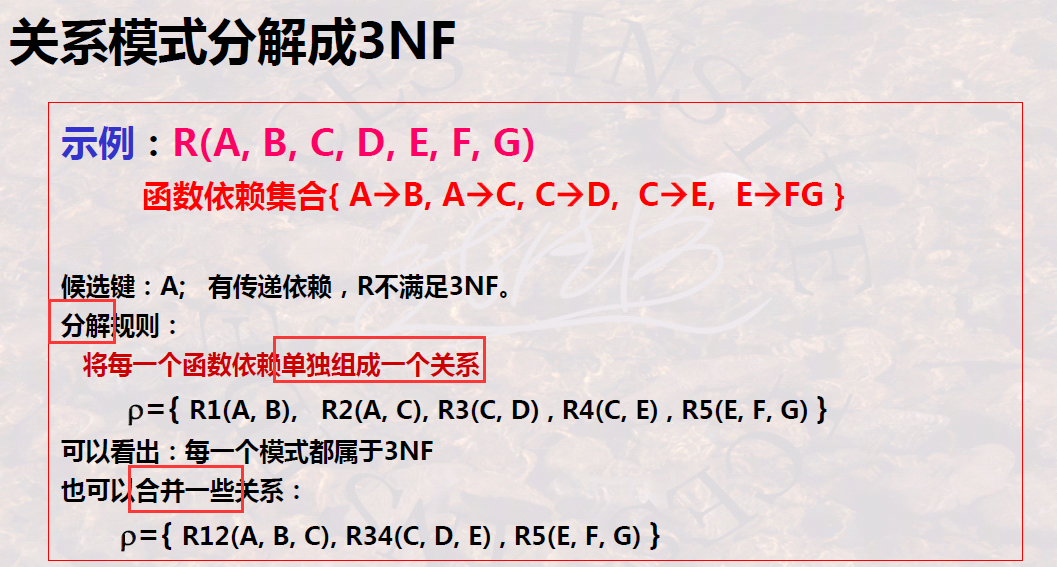 关系模式分解成3NF
示例：R(A, B, C, D, E, F, G)
函数依赖集合{ A→B, A→C, C→D,  C→E,  E→FG }
候选键：A;   有传递依赖，R不满足3NF。
分解规则：
将每一个函数依赖单独组成一个关系
ρ={ R1(A, B),   R2(A, C), R3(C, D) , R4(C, E) , R5(E, F, G) }
可以看出：每一个模式都属于3NF
也可以合并一些关系：
ρ={ R12(A, B, C), R34(C, D, E) , R5(E, F, G) }